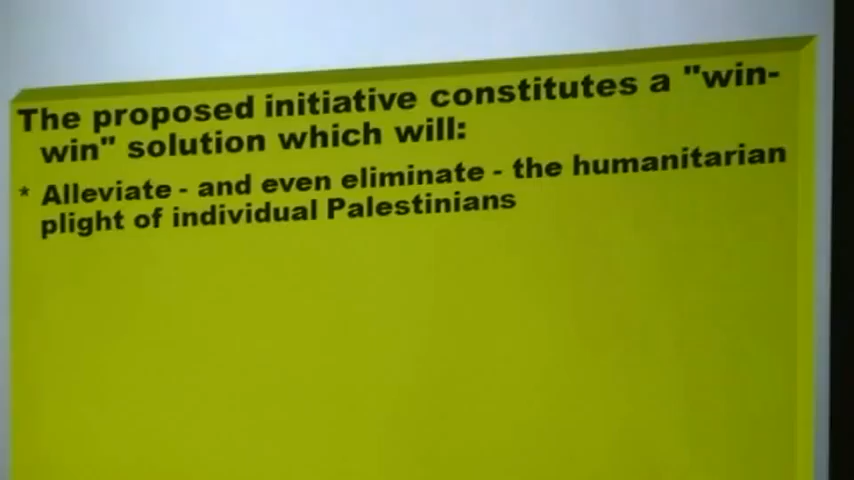 The proposed initiative constitutes a "win-
win" solution which will:
* Alleviate - and even eliminate - the humanitarian
plight of individual Palestinians